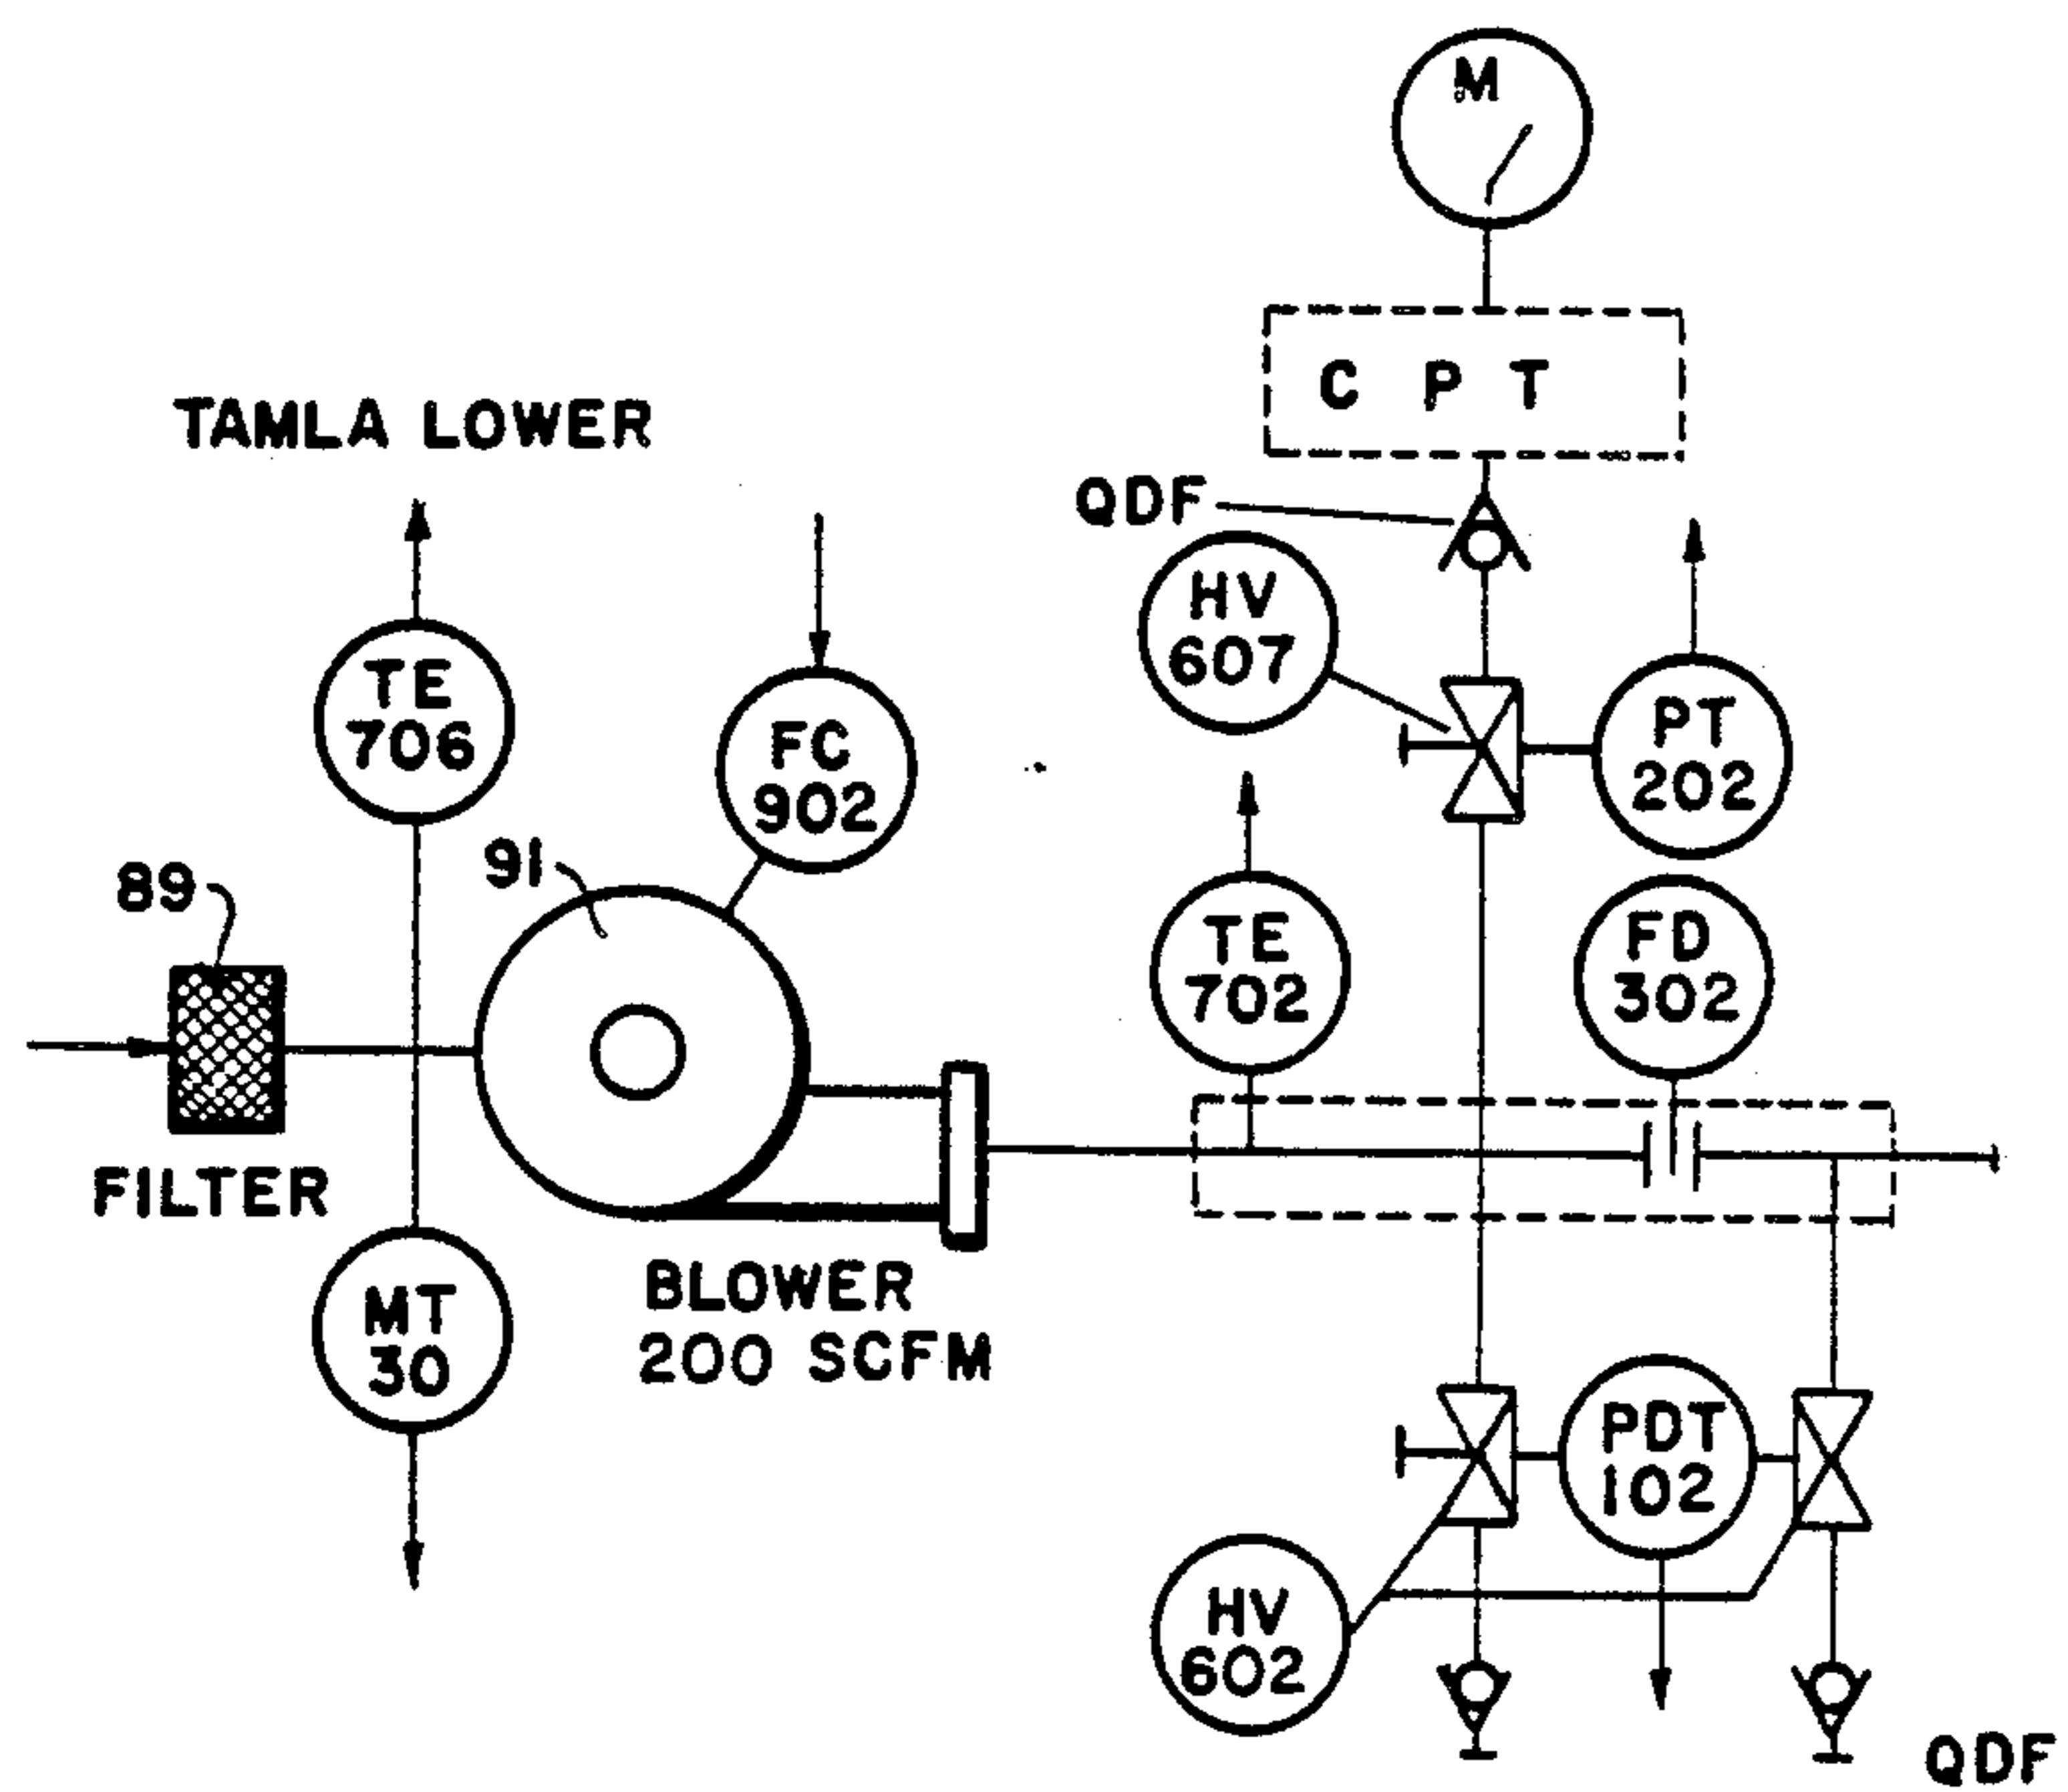 M
C P T
TAMLA LOWER
QDF
HV
607
TE
706
PT
202
FC
902
91
89
TE
702
FD
302
FILTER
BLOWER
200 SCFM
MT
30
PDT
102
HV
602
QDF